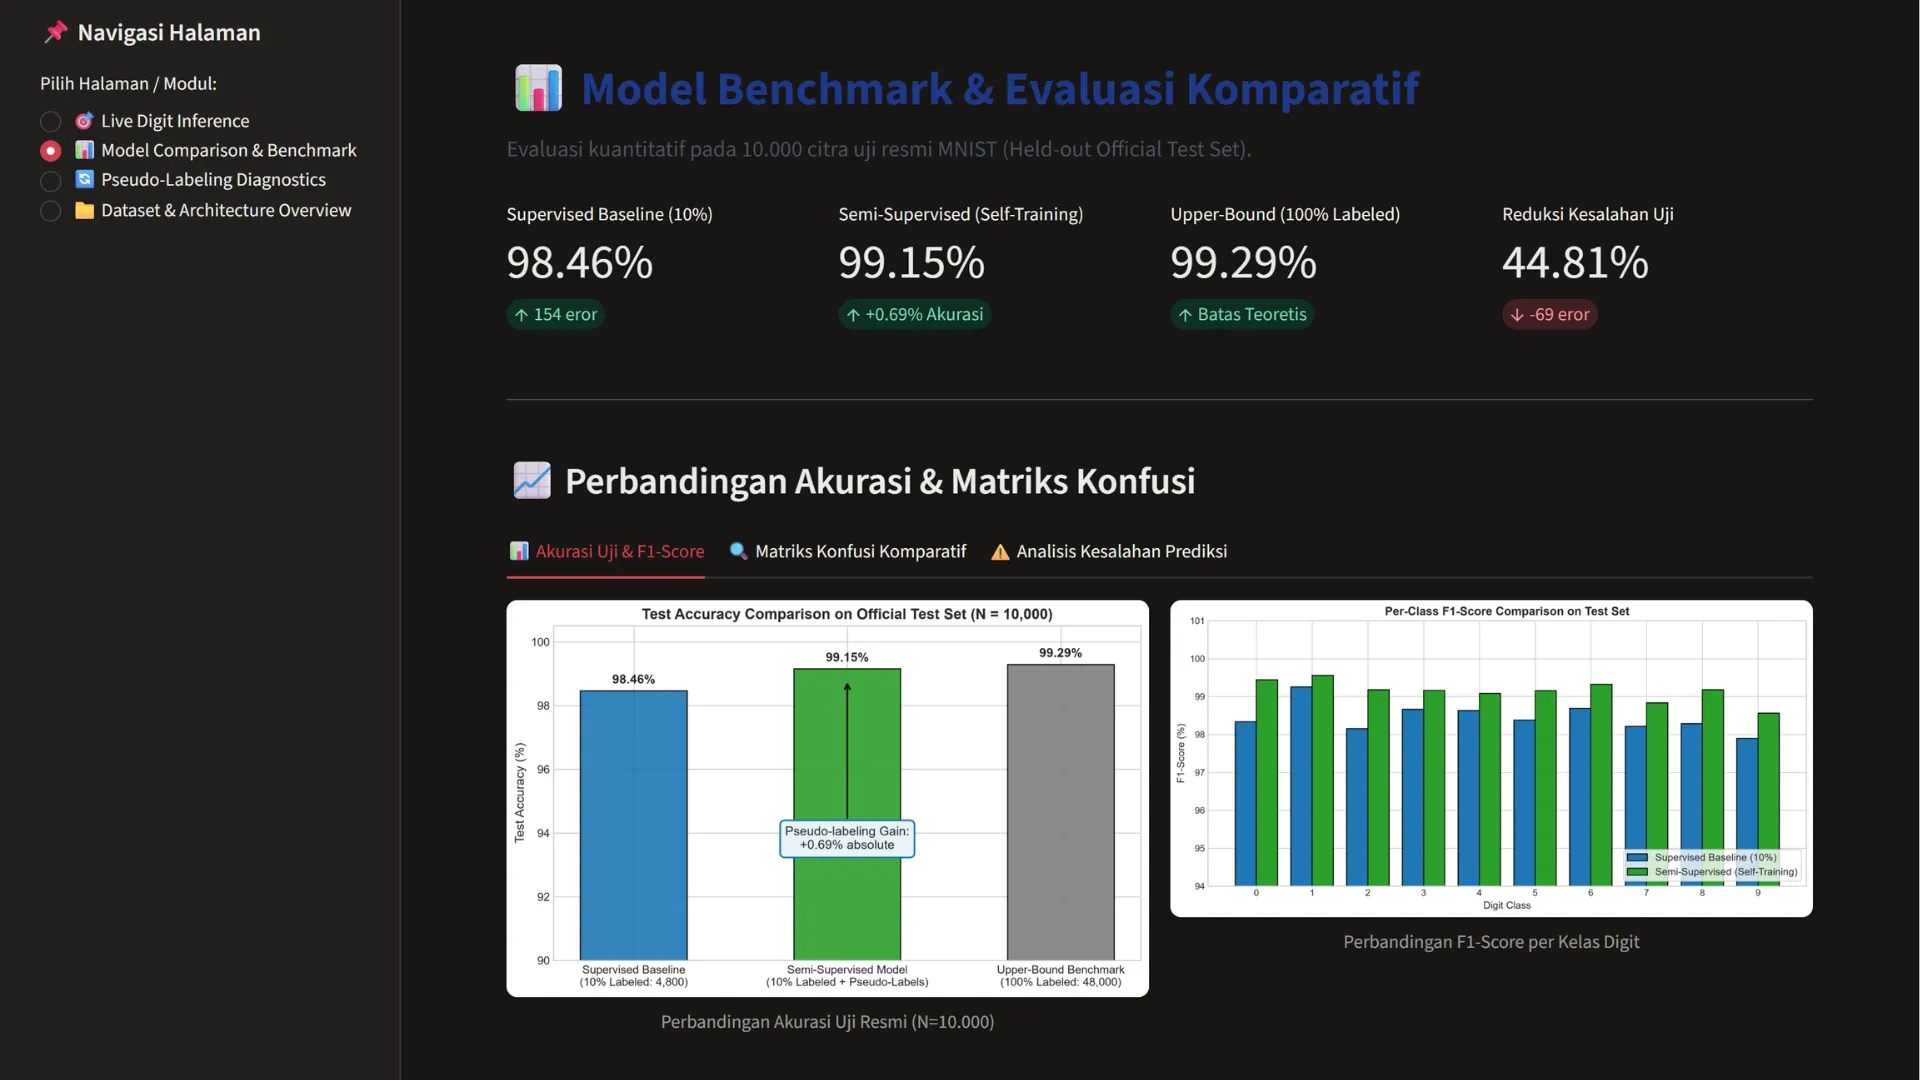 Navigasi Halaman
Pilih Halaman / Modul:
Live Digit Inference
Model Comparison & Benchmark
Pseudo-Labeling Diagnostics
Dataset & Architecture Overview
Model Benchmark & Evaluasi Komparatif
Evaluasi kuantitatif pada 10.000 citra uji resmi MNIST (Held-out Official Test Set).
Supervised Baseline (10%)
98.46%
↑ 154 eror
Semi-Supervised (Self-Training)
99.15%
↑ +0.69% Akurasi
Upper-Bound (100% Labeled)
99.29%
↑ Batas Teoretis
Reduksi Kesalahan Uji
44.81%
↓ -69 eror
Perbandingan Akurasi & Matriks Konfusi
Akurasi Uji & F1-Score
Matriks Konfusi Komparatif
Analisis Kesalahan Prediksi
Test Accuracy Comparison on Official Test Set (N = 10,000)
Test Accuracy (%)
100
98
96
94
92
90
98.46%
99.15%
99.29%
Pseudo-labeling Gain:
+0.69% absolute
Supervised Baseline
(10% Labeled: 4,800)
Semi-Supervised Model
(10% Labeled + Pseudo-Labels)
Upper-Bound Benchmark
(100% Labeled: 48,000)
Perbandingan Akurasi Uji Resmi (N=10.000)
Per-Class F1-Score Comparison on Test Set
F1-Score (%)
101
100
99
98
97
96
95
94
Supervised Baseline (10%)
Semi-Supervised (Self-Training)
0 1 2 3 4 5 6 7 8 9
Digit Class
Perbandingan F1-Score per Kelas Digit